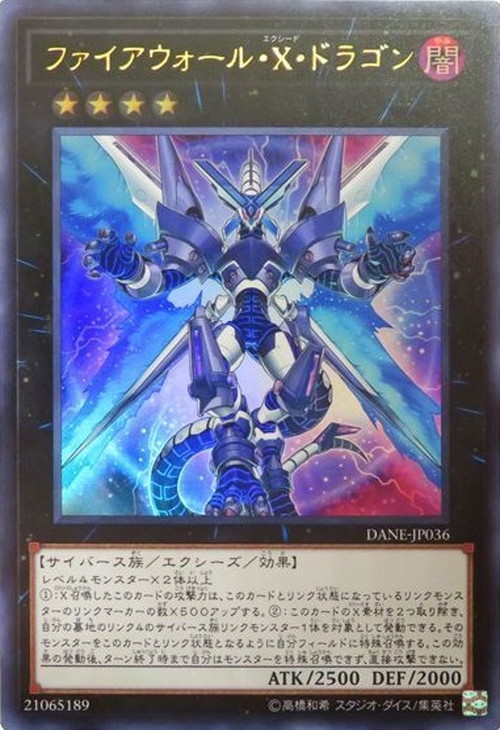 ファイアウォール・X・ドラゴン
エクシード
闇
DANE-JP036
【サイバース族／エクシーズ／効果】
レベル４モンスター×２体以上
①：X召喚したこのカードの攻撃力は、このカードとリンク状態になっているリンクモンス
ターのリンクマーカーの数×５００アップする。②：このカードのX素材を２つ取り除き、
自分の墓地のリンク４のサイバース族リンクモンスター１体を対象として発動できる。その
モンスターをこのカードとリンク状態となるように自分フィールドに特殊召喚する。この効
果の発動後、ターン終了時まで自分はモンスターを特殊召喚できず、直接攻撃できない。
ATK/2500 DEF/2000
21065189
©高橋和希 スタジオ・ダイス/集英社